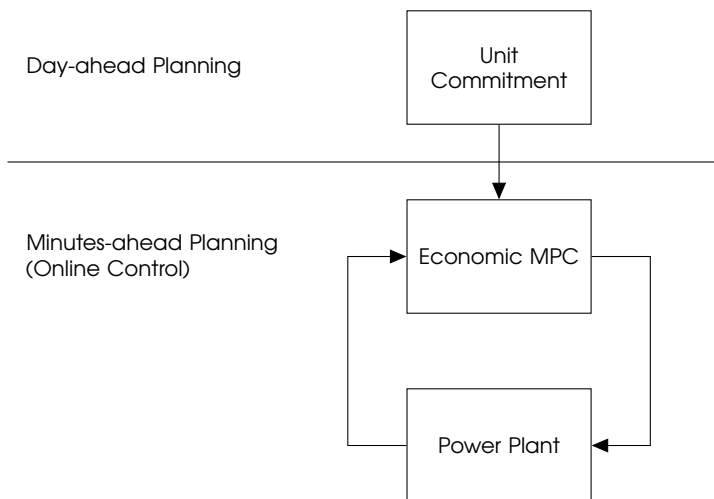 Day-ahead Planning
Unit
Commitment
Minutes-ahead Planning
(Online Control)
Economic MPC
Power Plant